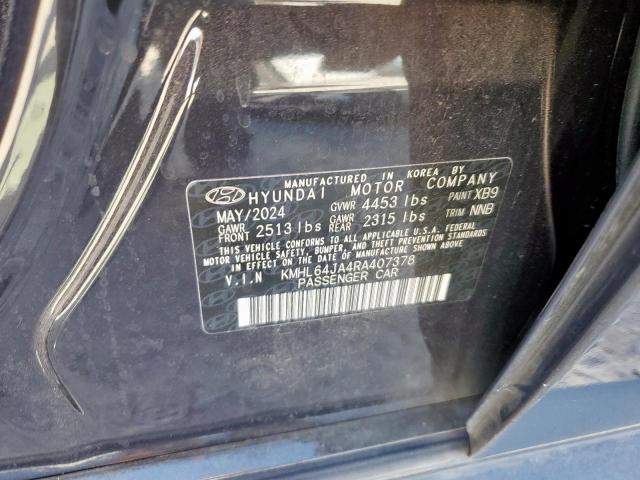 MANUFACTURED IN KOREA BY
HYUNDAI MOTOR COMPANY
MAY/2024 GVWR 4453 lbs PAINT XB9
GAWR FRONT 2513 lbs GAWR REAR 2315 lbs TRIM NNB
THIS VEHICLE CONFORMS TO ALL APPLICABLE U.S.A. FEDERAL
MOTOR VEHICLE SAFETY, BUMPER, AND THEFT PREVENTION
STANDARDS IN EFFECT ON THE DATE OF MANUFACTURE SHOWN ABOVE.
V.I.N KMHL64JA4RA407378
PASSENGER CAR